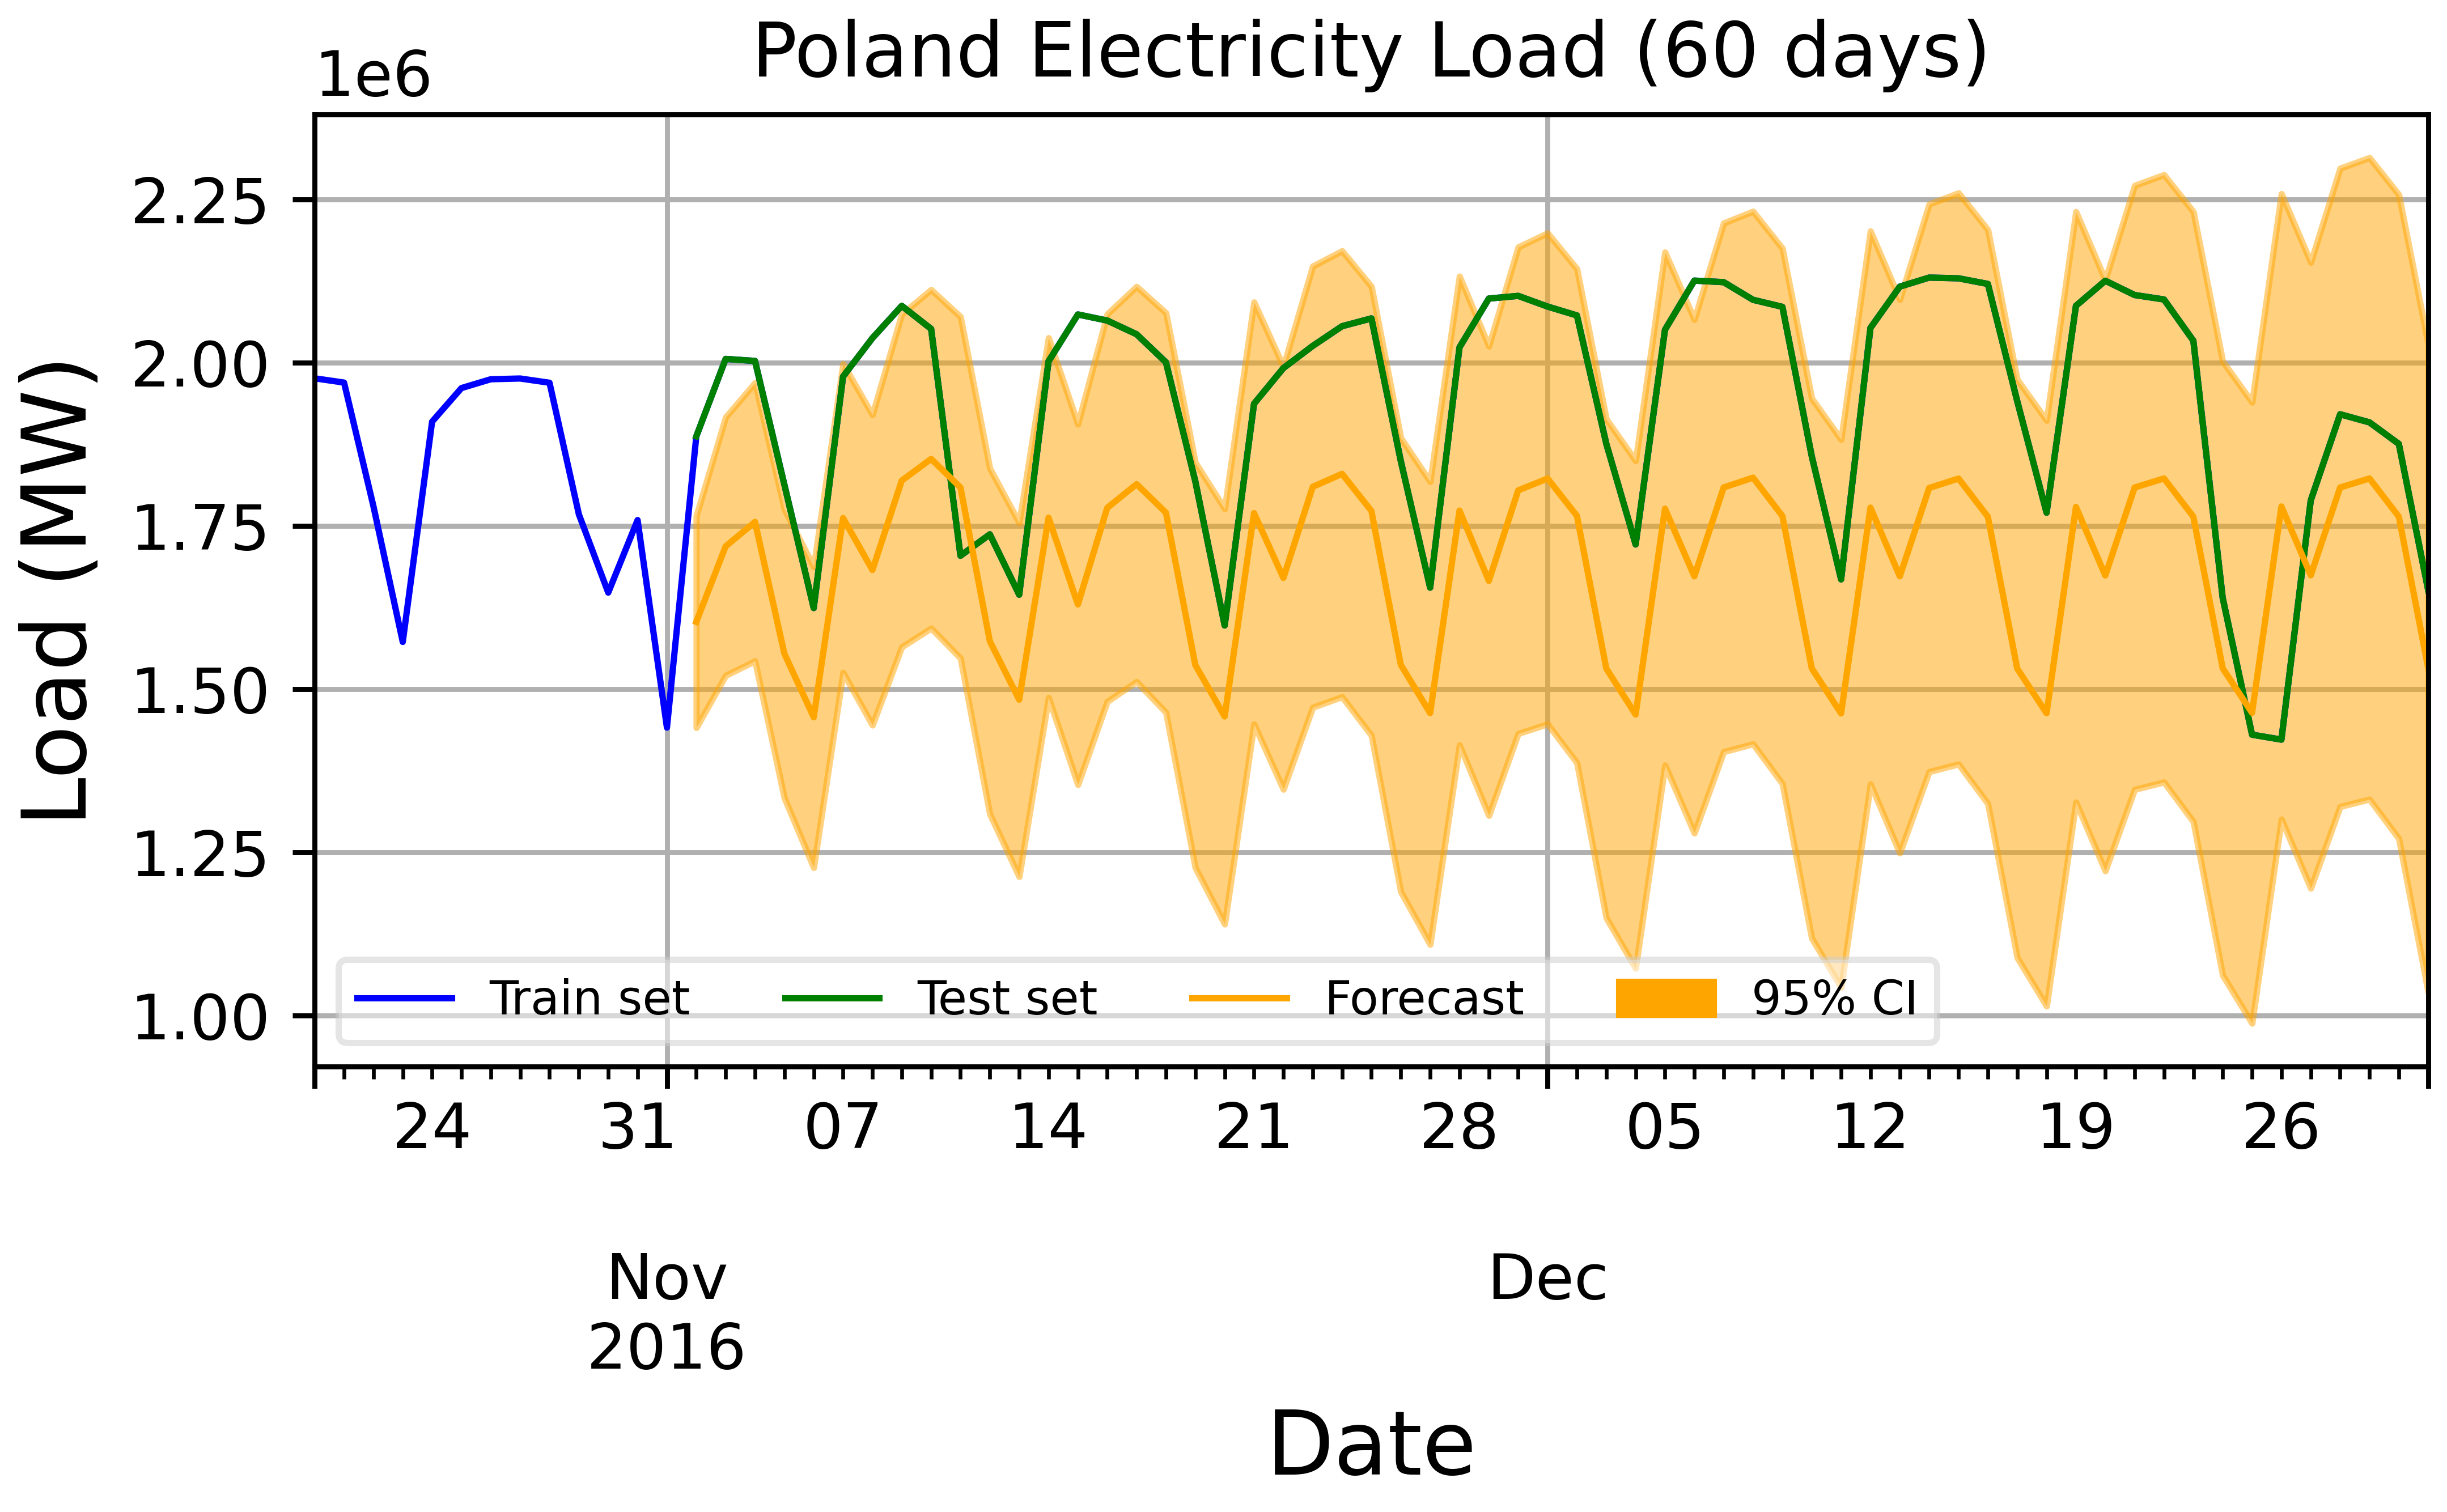 Poland Electricity Load (60 days)
1e6
2.25
2.00
1.75
1.50
1.25
1.00
Load (MW)
Train set
Test set
Forecast
95% CI
24
31
07
14
21
28
05
12
19
26
Nov
2016
Dec
Date